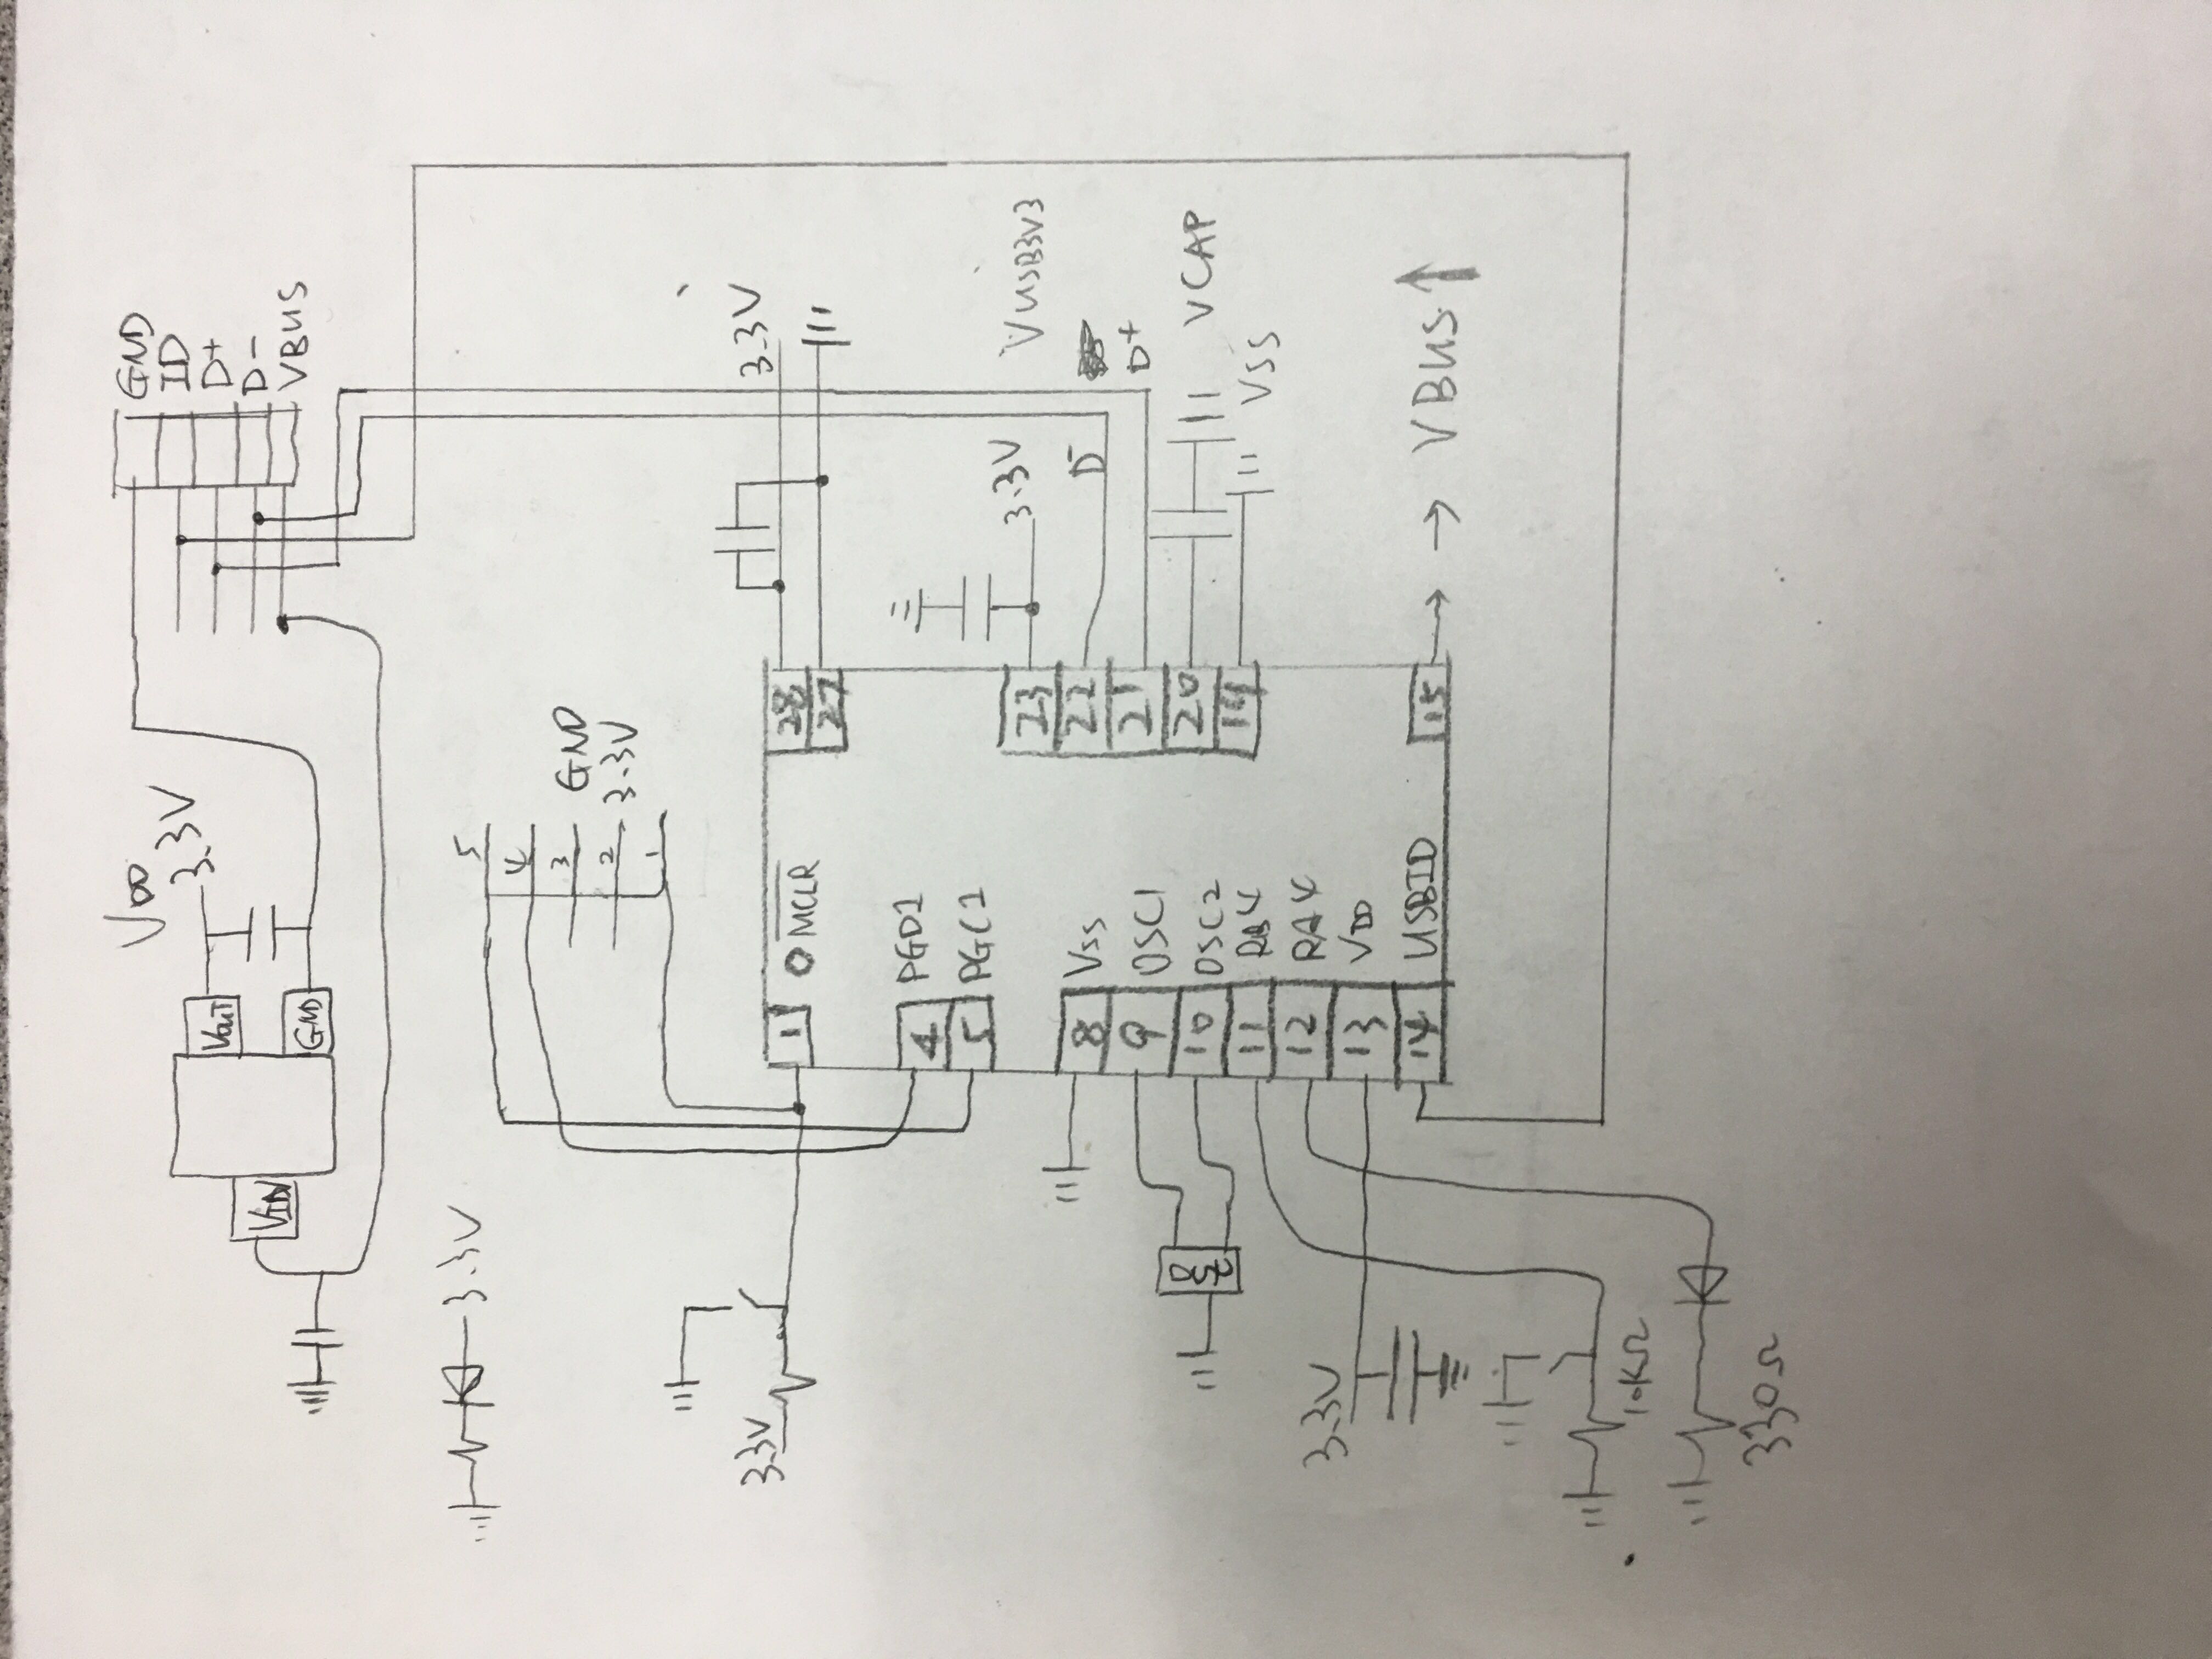 VDD
3.3V
VOUT
VIN
GND
GND
ID
D+
D-
VBUS
3.3V
5
4
3 GND
2 3.3V
1
3.3V
1 MCLR
28 3.3V
27
4 PGD1
5 PGC1
23 3.3V VUSB3V3
8 VSS
22 D-
9 OSC1
21 D+
OSC
10 OSC2
20 VCAP
11 RB4
19 VSS
12 RA4
3.3V
13 VDD
14 USBID
15 → → VBUS ↑
10KΩ
330Ω